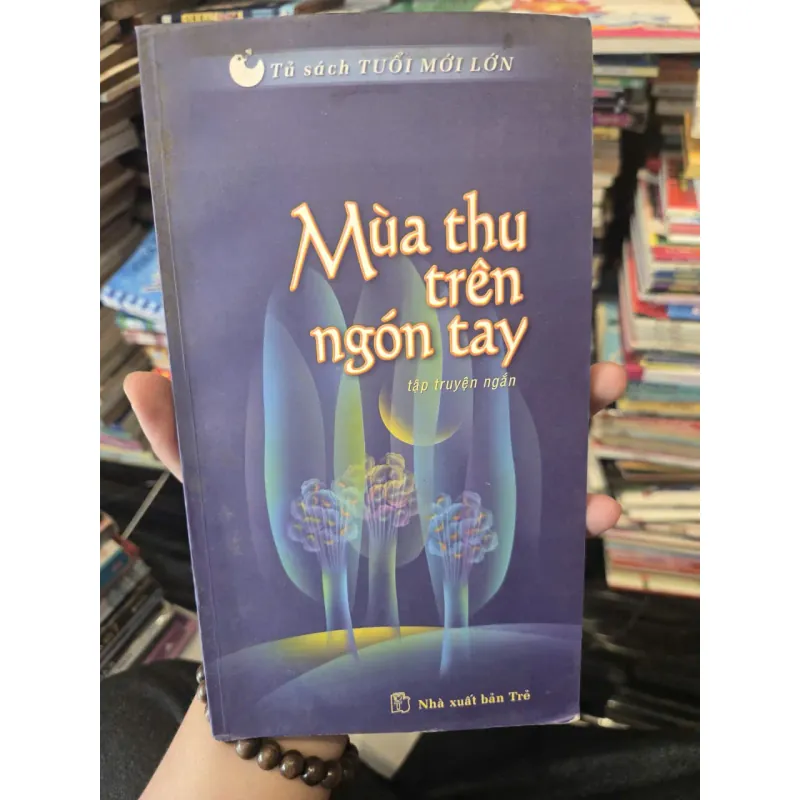 Tủ sách TUỔI MỚI LỚN
Mùa thu
trên
ngón tay
tập truyện ngắn
Nhà xuất bản Trẻ